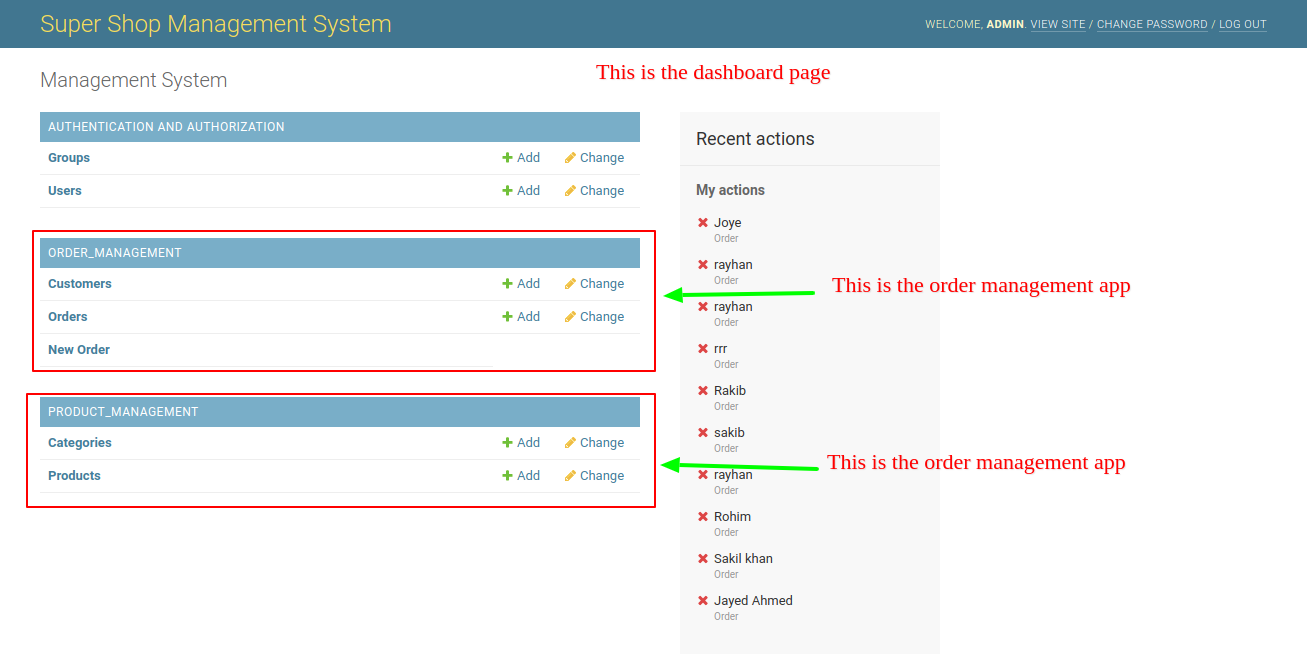 Super Shop Management System
WELCOME, ADMIN. VIEW SITE / CHANGE PASSWORD / LOG OUT
Management System
This is the dashboard page
AUTHENTICATION AND AUTHORIZATION
Groups Add Change
Users Add Change
ORDER_MANAGEMENT
Customers Add Change
Orders Add Change
New Order
This is the order management app
PRODUCT_MANAGEMENT
Categories Add Change
Products Add Change
This is the order management app
Recent actions
My actions
Joye
Order
rayhan
Order
rayhan
Order
rrr
Order
Rakib
Order
sakib
Order
rayhan
Order
Rohim
Order
Sakil khan
Order
Jayed Ahmed
Order